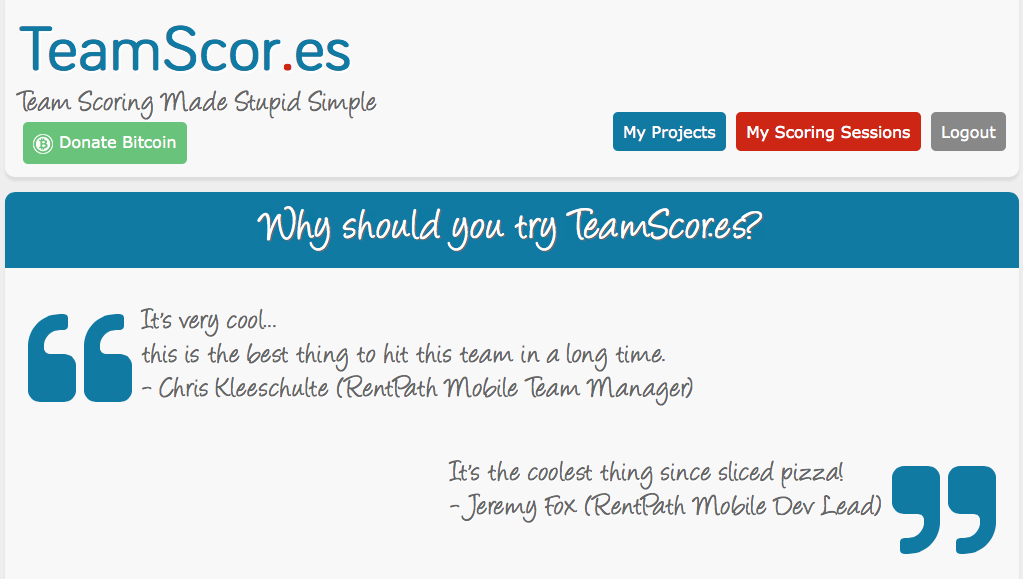 TeamScor.es
Team Scoring Made Stupid Simple
Donate Bitcoin
My Projects
My Scoring Sessions
Logout
Why should you try TeamScor.es?
It's very cool...
this is the best thing to hit this team in a long time.
- Chris Kleeschulte (RentPath Mobile Team Manager)
It's the coolest thing since sliced pizza!
- Jeremy Fox (RentPath Mobile Dev Lead)